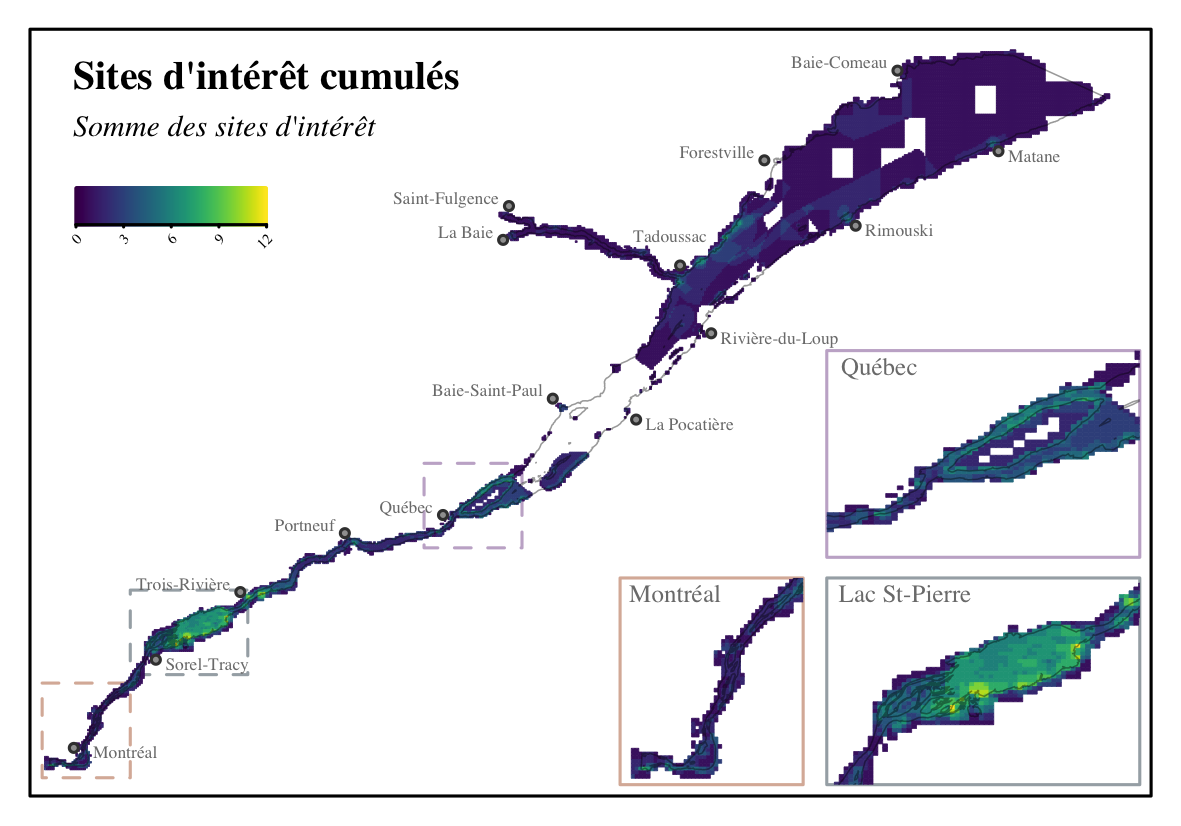 Sites d'intérêt cumulés
Somme des sites d'intérêt
0 3 6 9 12
Baie-Comeau
Forestville
Matane
Saint-Fulgence
La Baie
Tadoussac
Rimouski
Rivière-du-Loup
Québec
Baie-Saint-Paul
La Pocatière
Québec
Portneuf
Trois-Rivière
Montréal
Lac St-Pierre
Sorel-Tracy
Montréal